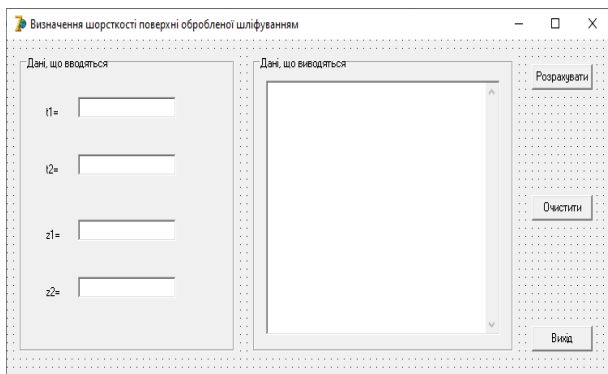 Визначення шорсткості поверхні обробленої шліфуванням
Дані, що вводяться
t1=
t2=
z1=
z2=
Дані, що виводяться
Розрахувати
Очистити
Вихід